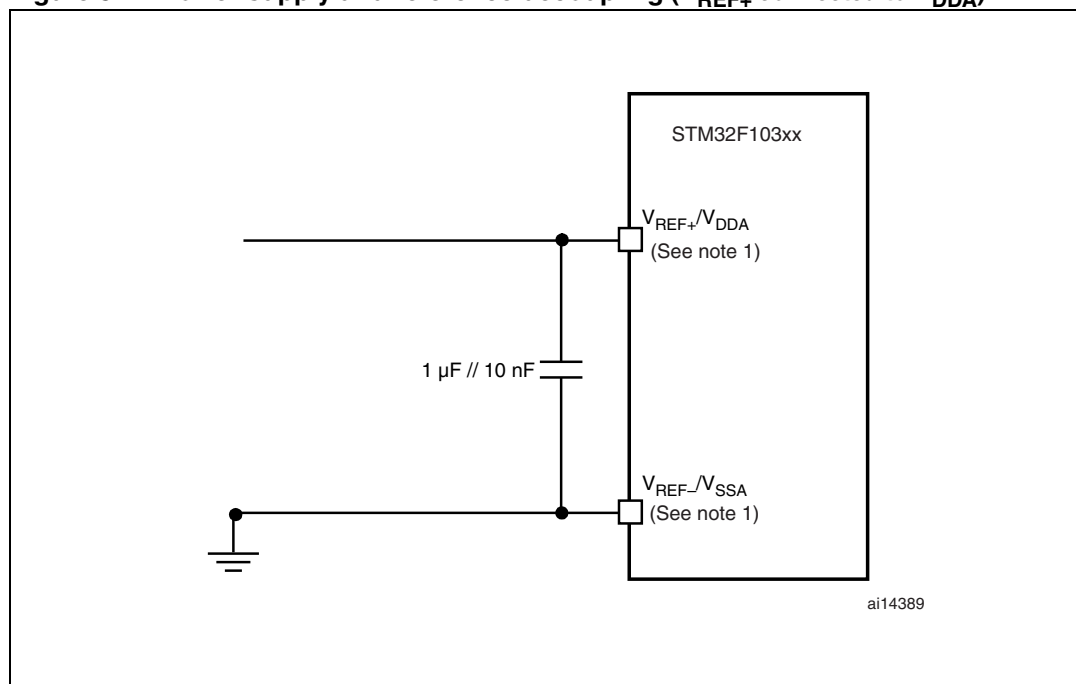 STM32F103xx
VREF+/VDDA
(See note 1)
1 µF // 10 nF
VREF–/VSSA
(See note 1)
ai14389